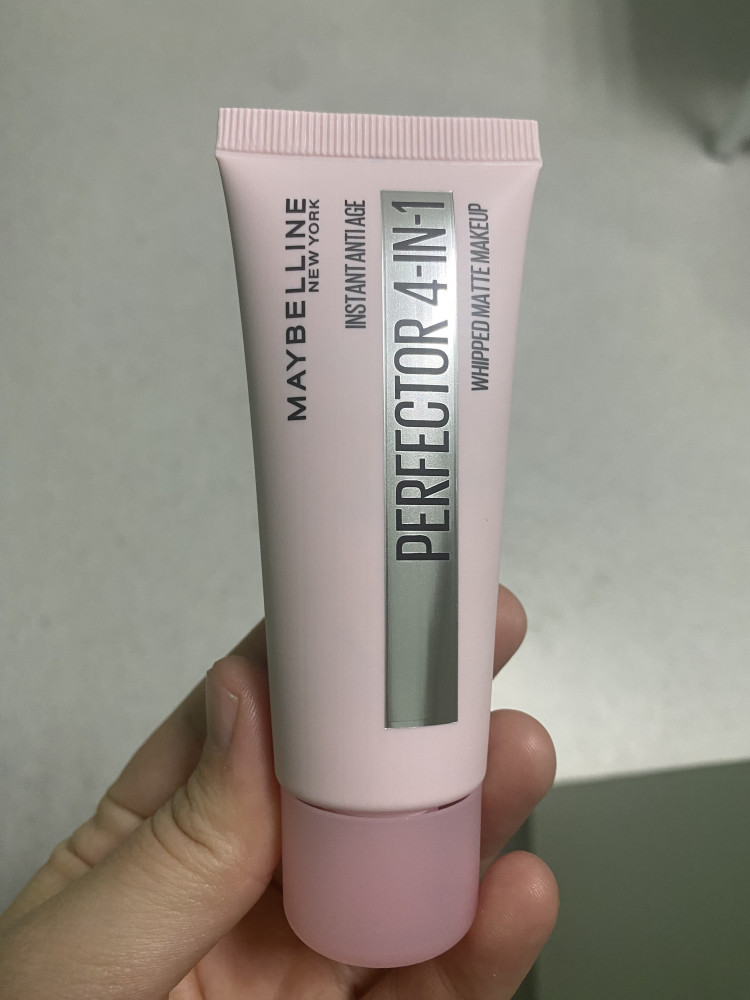 MAYBELLINE
NEW YORK
INSTANT ANTI AGE
PERFECTOR 4-IN-1
WHIPPED MATTE MAKEUP